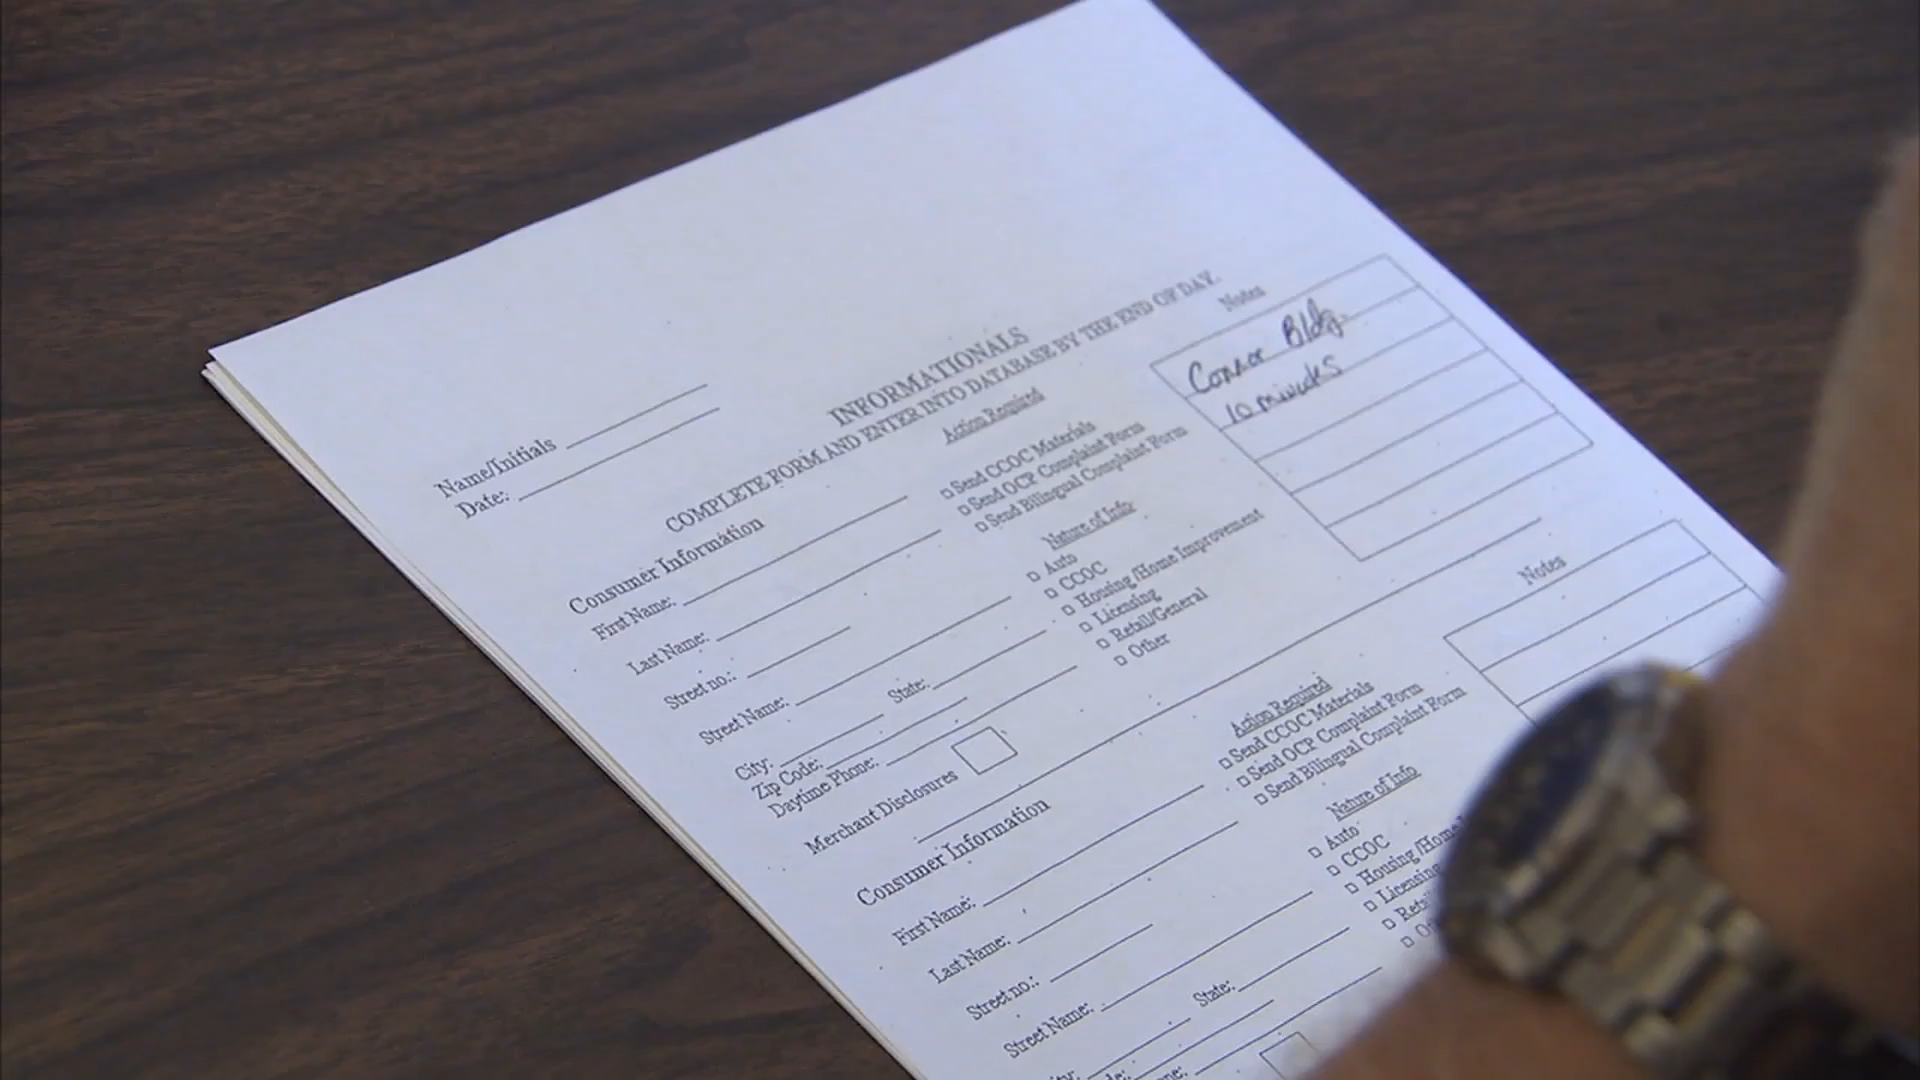 Name/Initials
Date:
INFORMATIONALS
COMPLETE FORM AND ENTER INTO DATABASE BY THE END OF DAY.
Consumer Information
First Name:
Last Name:
Street no.:
Street Name:
City:
State:
Zip Code:
Daytime Phone:
Merchant Disclosures
Action Required
Send CCOC Materials
Send OCP Complaint Form
Send Bilingual Complaint Form
Nature of Info
Auto
CCOC
Housing/Home Improvement
Licensing
Retail/General
Other
Notes
Connor Bldg.
10 minutes
Consumer Information
First Name:
Last Name:
Street no.:
Street Name:
State:
Action Required
Send CCOC Materials
Send OCP Complaint Form
Send Bilingual Complaint Form
Nature of Info
Auto
CCOC
Housing/Home
Licensing
Notes